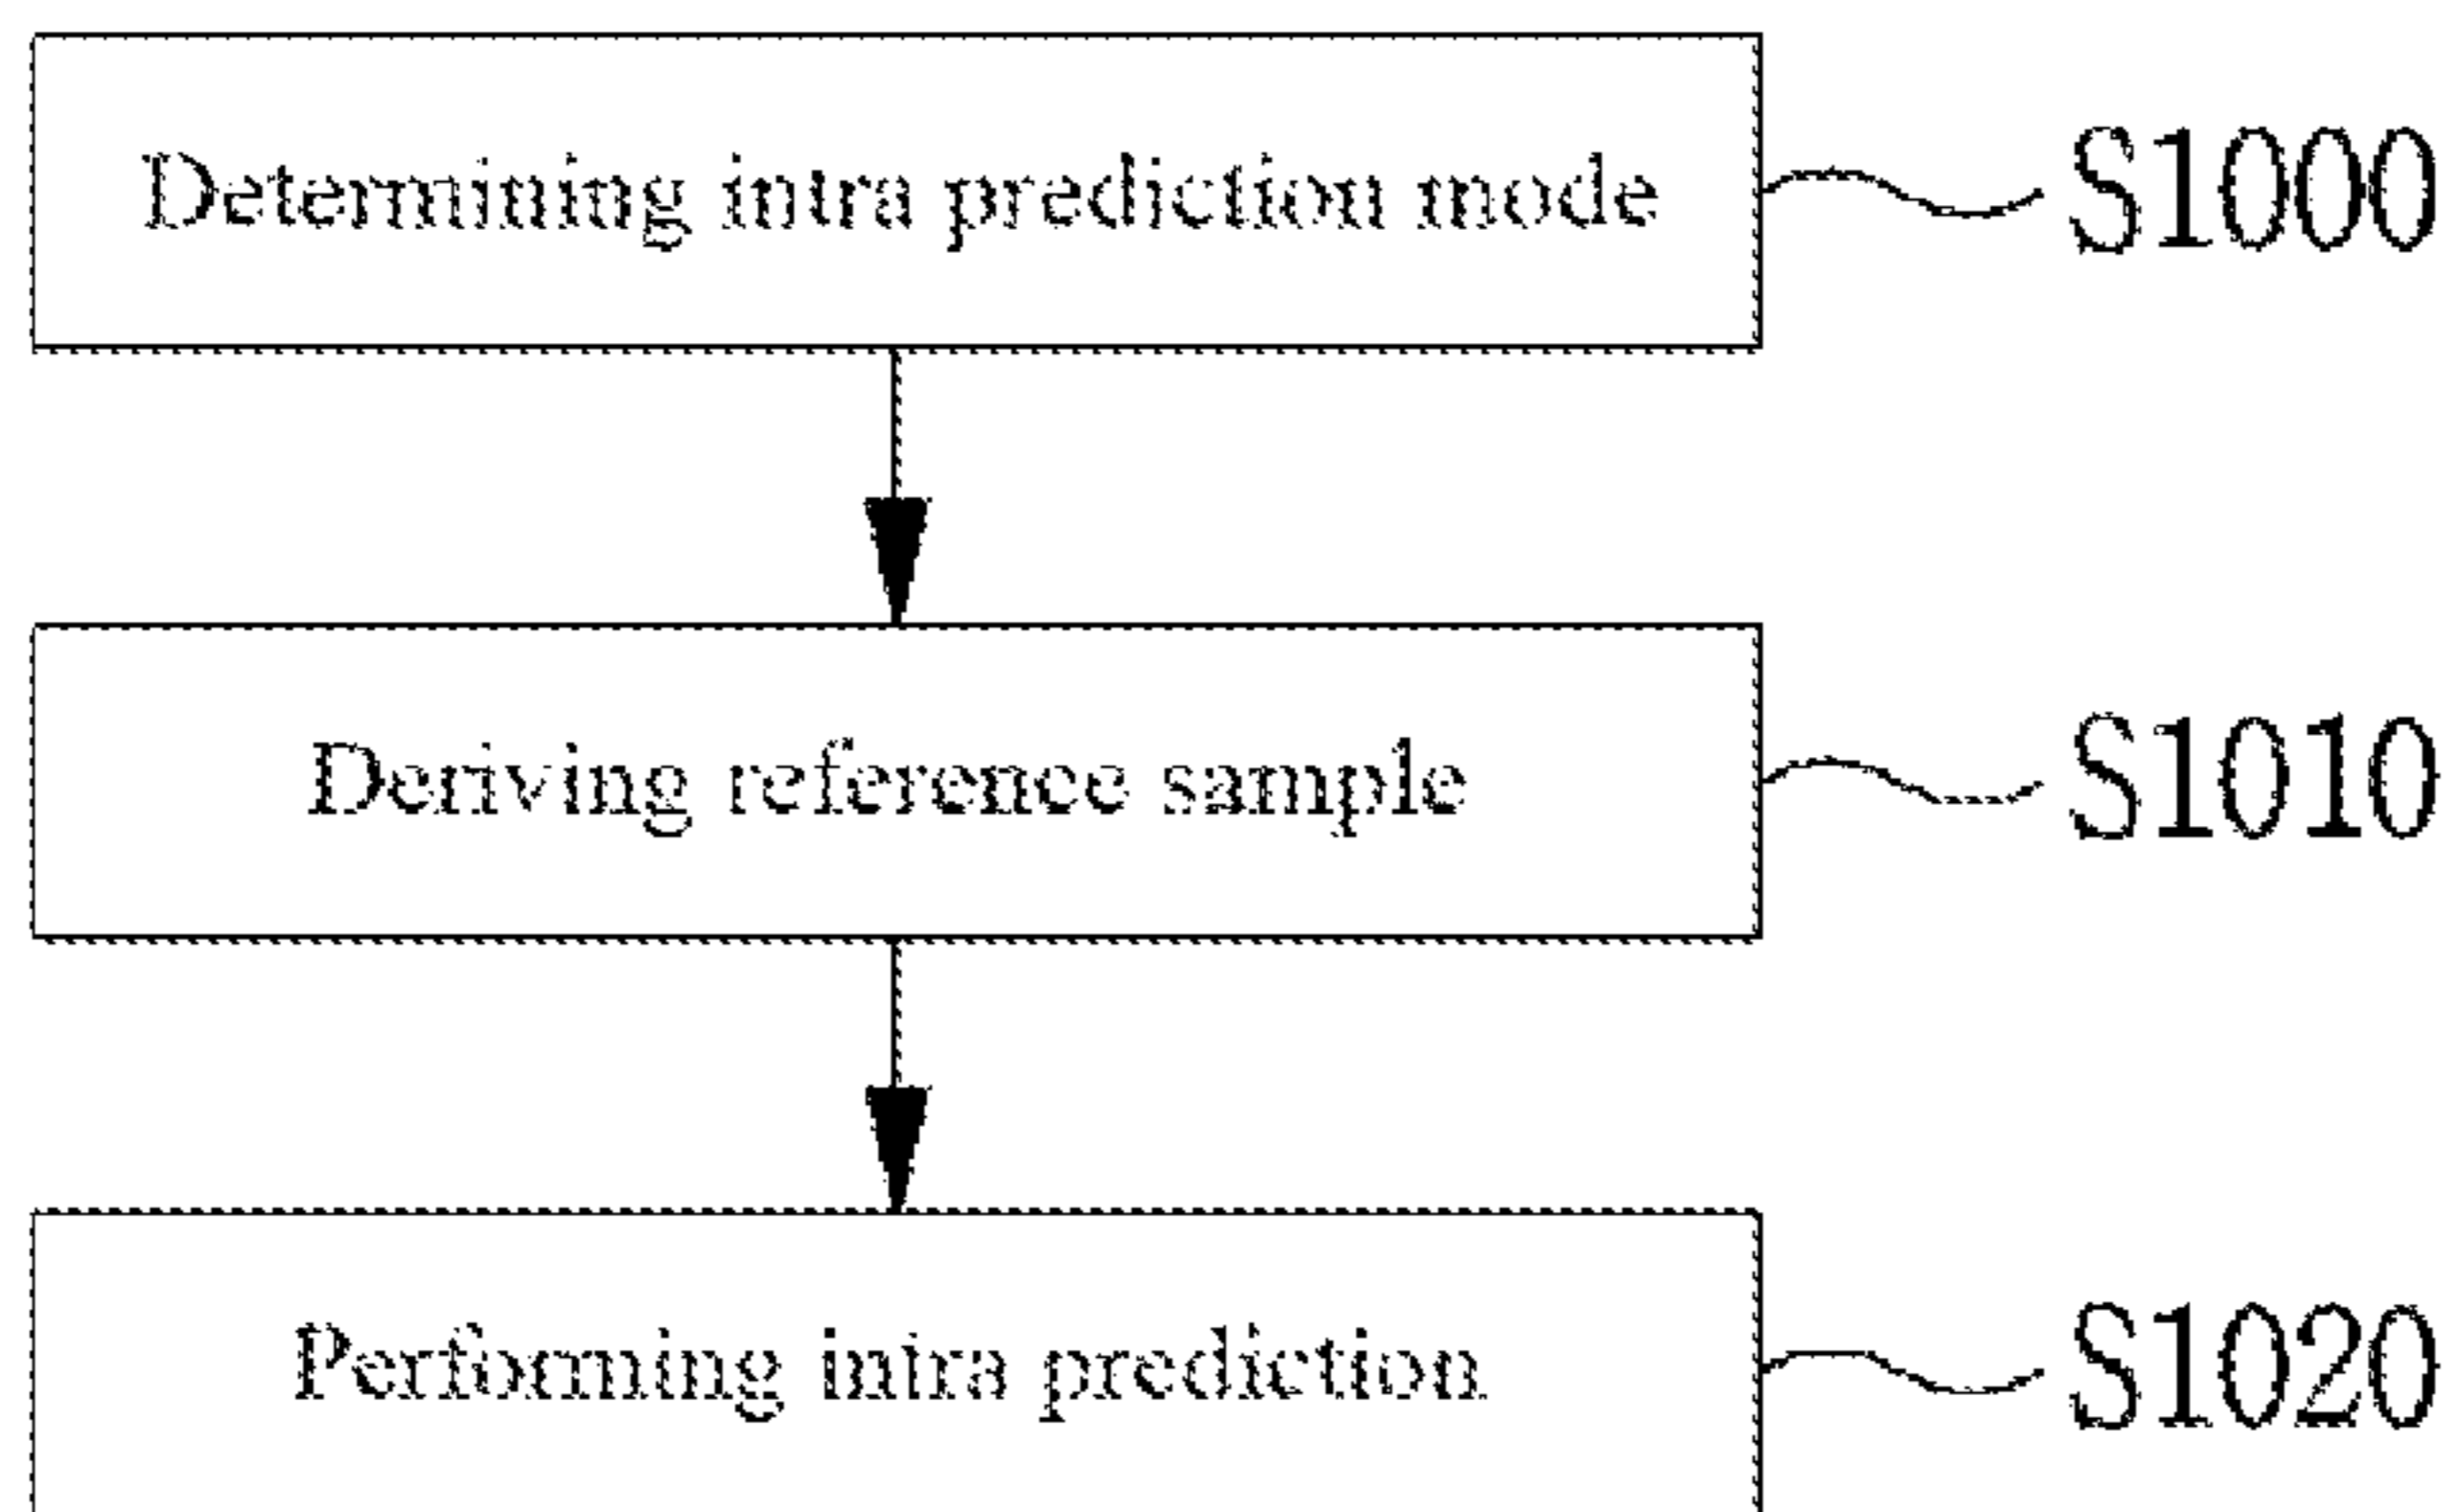 Determining intra prediction mode S1000
Deriving reference sample S1010
Performing intra prediction S1020